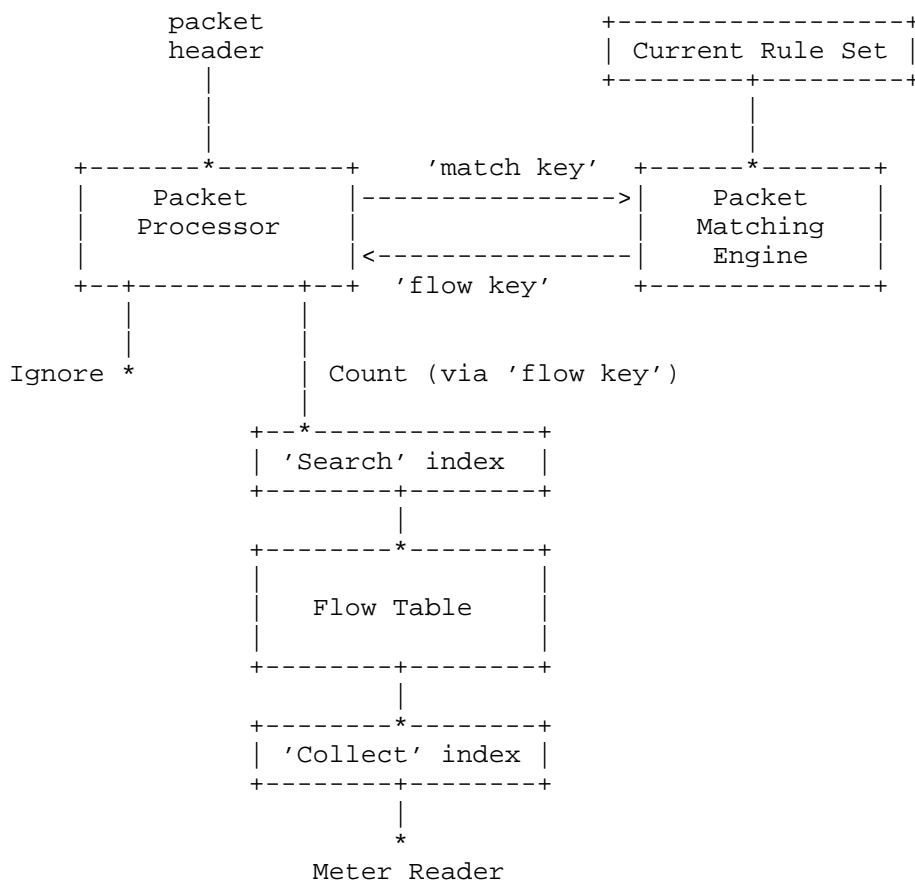 packet
header
Current Rule Set
'match key'
Packet
Processor
Packet
Matching
Engine
'flow key'
Ignore *
Count (via 'flow key')
'Search' index
Flow Table
'Collect' index
Meter Reader